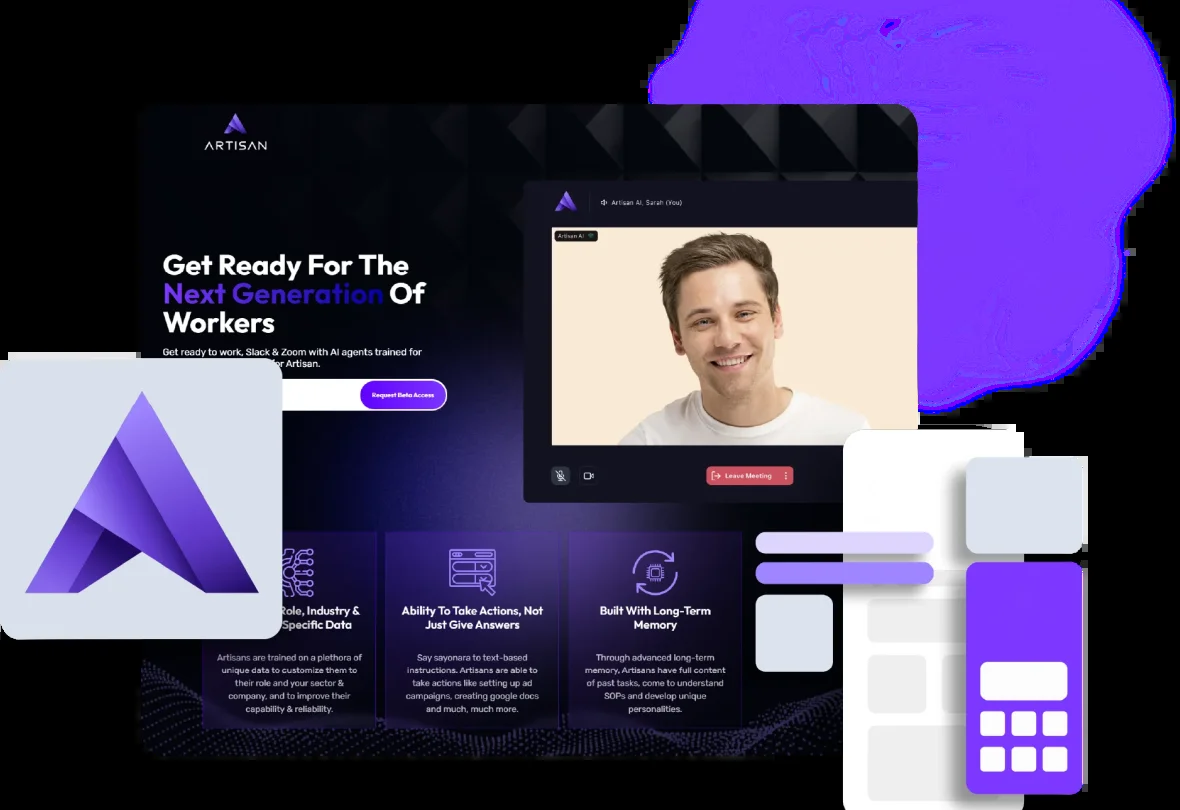 ARTISAN
Artisan AI, Sarah (You)
Artisan AI
Get Ready For The
Next Generation Of
Workers
Get ready to work, Slack & Zoom with AI agents trained for
for Artisan.
Request Beta Access
Leave Meeting
Role, Industry &
Specific Data
Artisans are trained on a plethora of
unique data to customize them to
their role and your sector &
company, and to improve their
capability & reliability.
Ability To Take Actions, Not
Just Give Answers
Say sayonara to text-based
instructions. Artisans are able to
take actions like setting up ad
campaigns, creating google docs
and much, much more.
Built With Long-Term
Memory
Through advanced long-term
memory, Artisans have full content
of past tasks, come to understand
SOPs and develop unique
personalities.